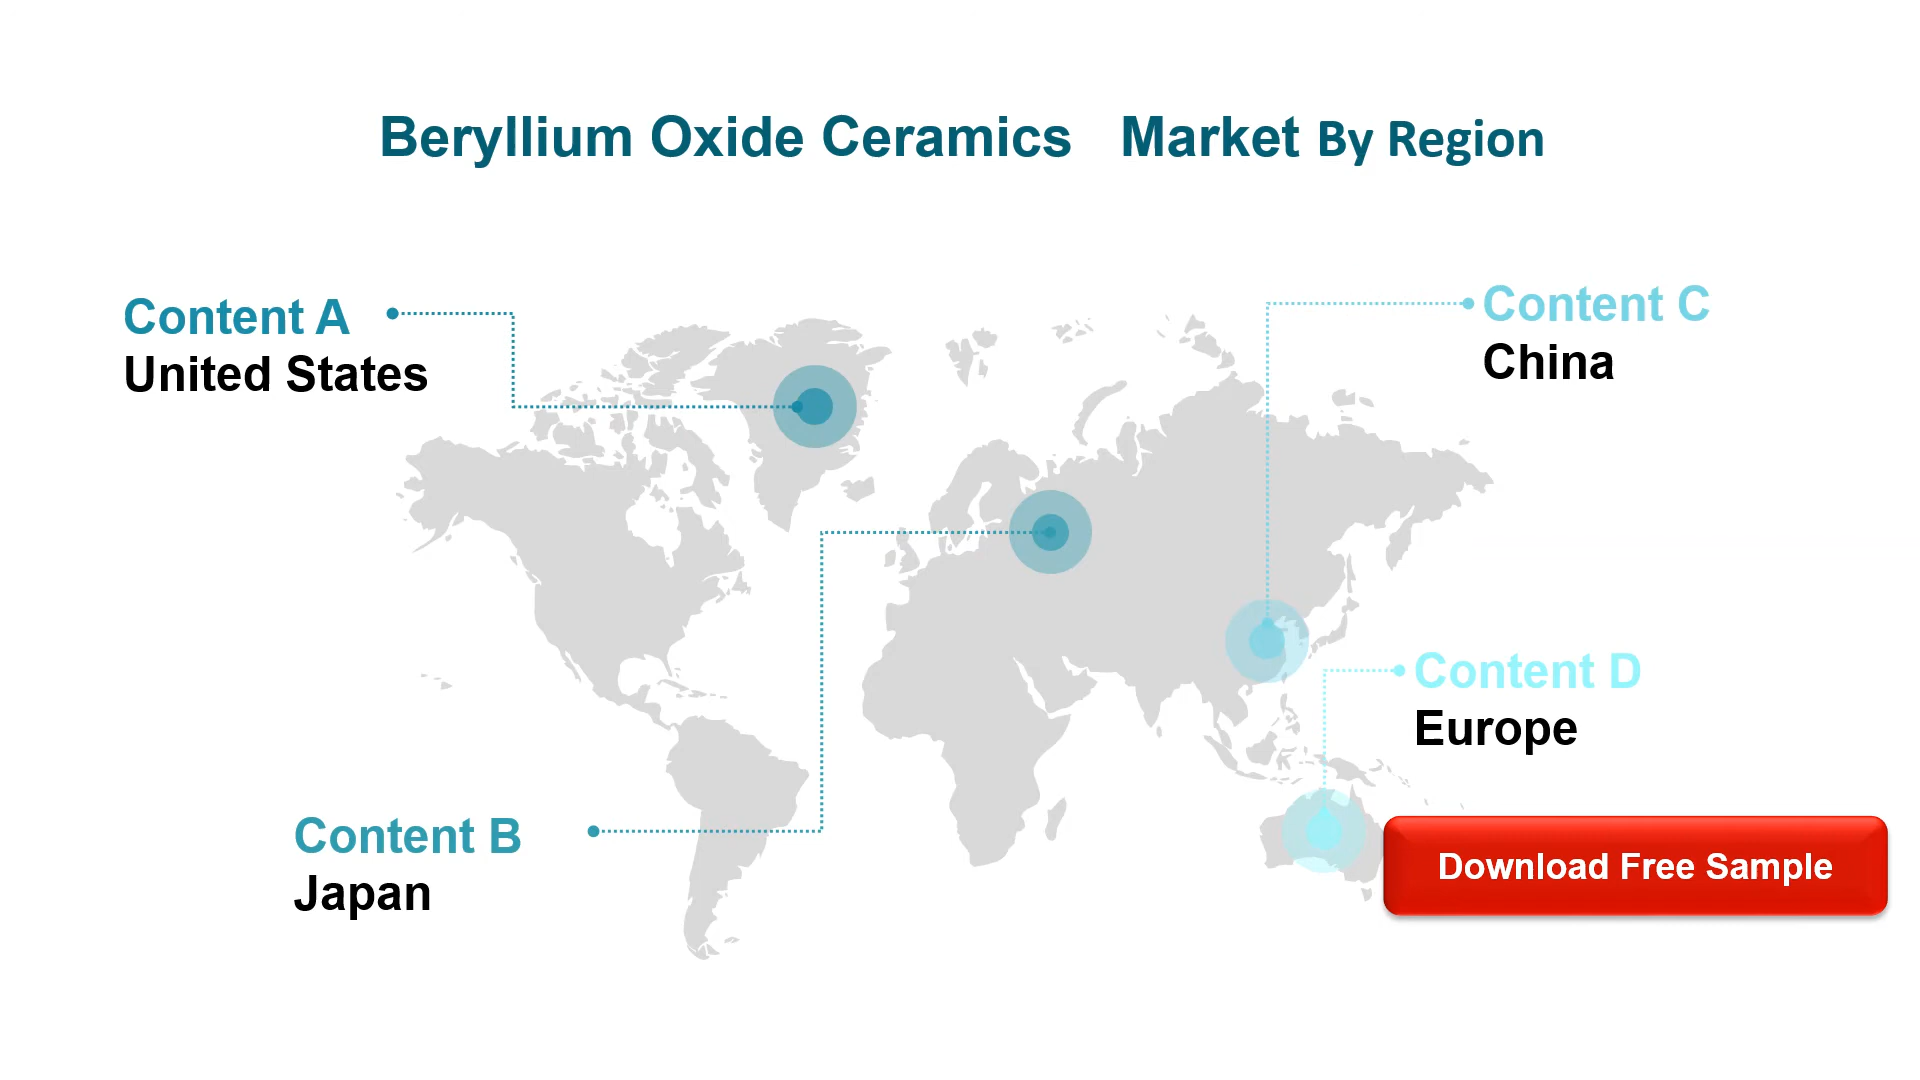 Beryllium Oxide Ceramics Market By Region
Content A
United States
Content C
China
Content D
Europe
Content B
Japan
Download Free Sample